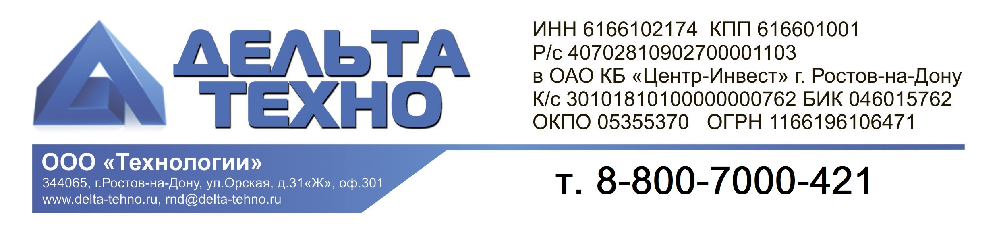 ДЕЛЬТА
ТЕХНО
ИНН 6166102174 КПП 616601001
Р/с 40702810902700001103
в ОАО КБ «Центр-Инвест» г. Ростов-на-Дону
К/с 30101810100000000762 БИК 046015762
ОКПО 05355370 ОГРН 1166196106471
ООО «Технологии»
344065, г.Ростов-на-Дону, ул.Орская, д.31«Ж», оф.301
www.delta-tehno.ru, rnd@delta-tehno.ru
т. 8-800-7000-421